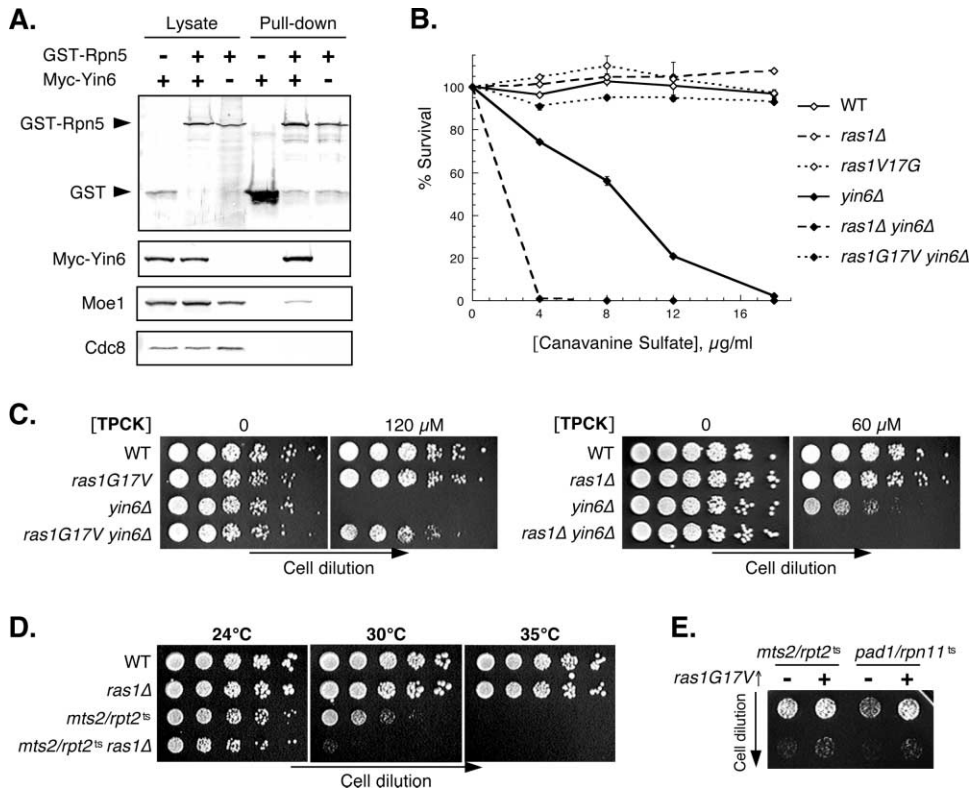 A.
Lysate Pull-down
GST-Rpn5 - + + - + +
Myc-Yin6 + + - + + -
GST-Rpn5
GST
Myc-Yin6
Moe1
Cdc8
B.
% Survival
120
100
80
60
40
20
0
0 4 8 12 16
[Canavanine Sulfate], μg/ml
WT
ras1Δ
ras1V17G
yin6Δ
ras1Δ yin6Δ
ras1G17V yin6Δ
C.
[TPCK] 0 120 μM
WT
ras1G17V
yin6Δ
ras1G17V yin6Δ
Cell dilution
[TPCK] 0 60 μM
WT
ras1Δ
yin6Δ
ras1Δ yin6Δ
Cell dilution
D.
24°C 30°C 35°C
WT
ras1Δ
mts2/rpt2ts
mts2/rpt2ts ras1Δ
Cell dilution
E.
mts2/rpt2ts pad1/rpn11ts
ras1G17V↑ - + - +
Cell dilution